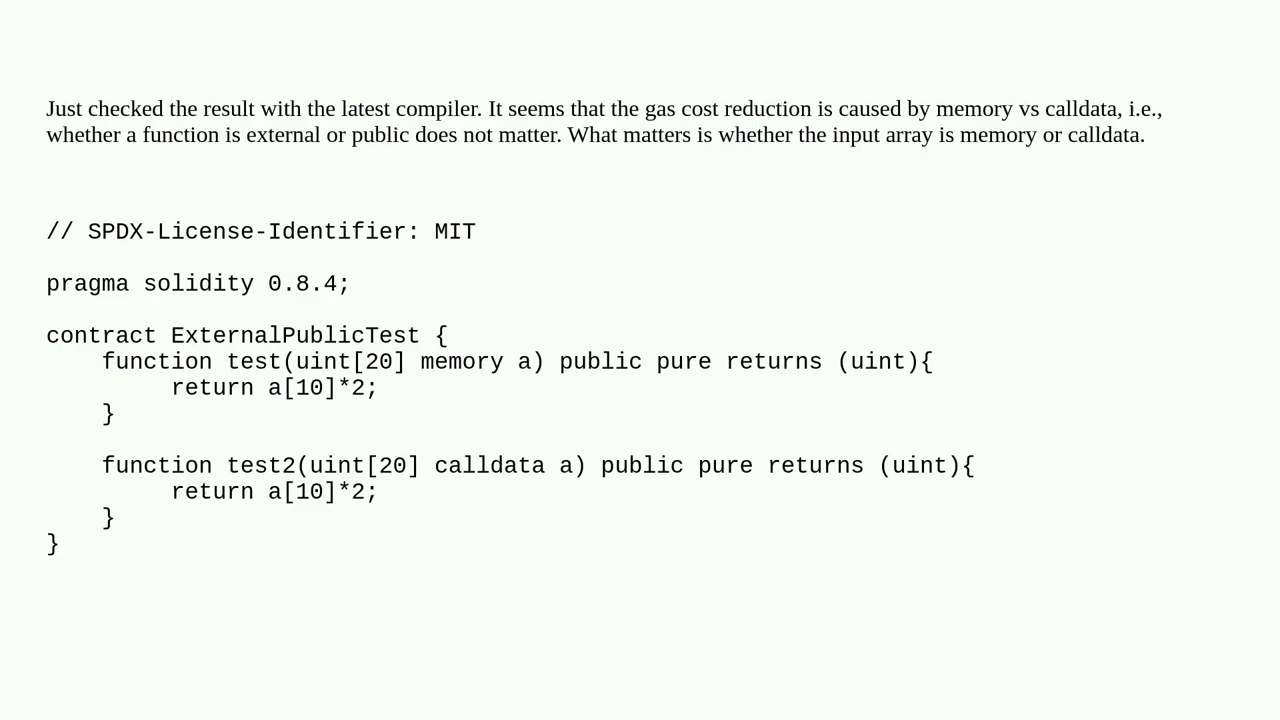 Just checked the result with the latest compiler. It seems that the gas cost reduction is caused by memory vs calldata, i.e.,
whether a function is external or public does not matter. What matters is whether the input array is memory or calldata.
// SPDX-License-Identifier: MIT
pragma solidity 0.8.4;
contract ExternalPublicTest {
    function test(uint[20] memory a) public pure returns (uint){
         return a[10]*2;
    }
    function test2(uint[20] calldata a) public pure returns (uint){
         return a[10]*2;
    }
}